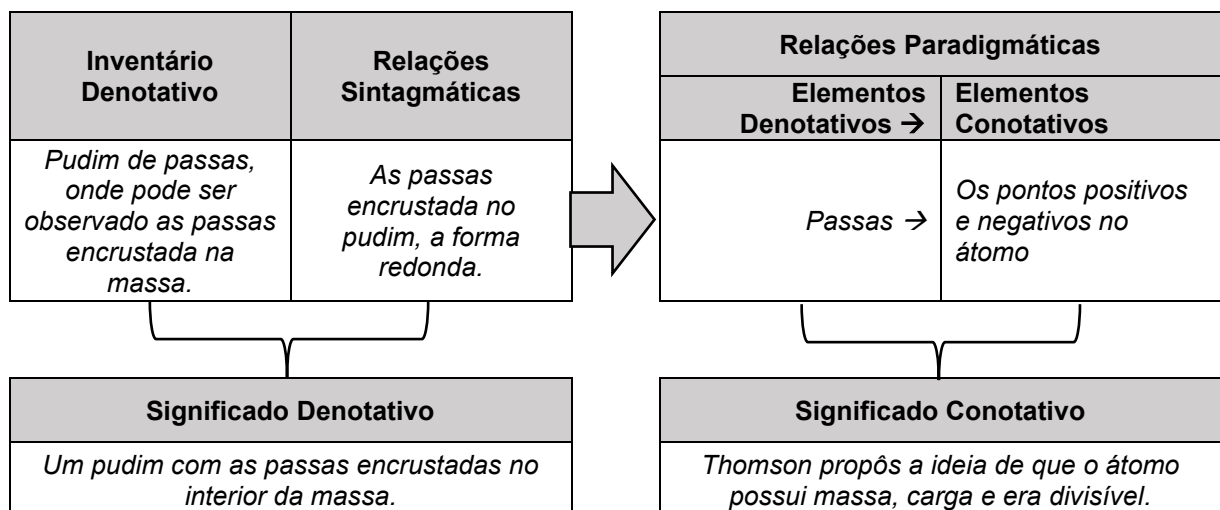 Inventário
Denotativo
Relações
Sintagmáticas
Pudim de passas,
onde pode ser
observado as passas
encrustada na
massa.
As passas
encrustada no
pudim, a forma
redonda.
Relações Paradigmáticas
Elementos
Denotativos →
Elementos
Conotativos
Passas →
Os pontos positivos
e negativos no
átomo
Significado Denotativo
Um pudim com as passas encrustadas no
interior da massa.
Significado Conotativo
Thomson propôs a ideia de que o átomo
possui massa, carga e era divisível.